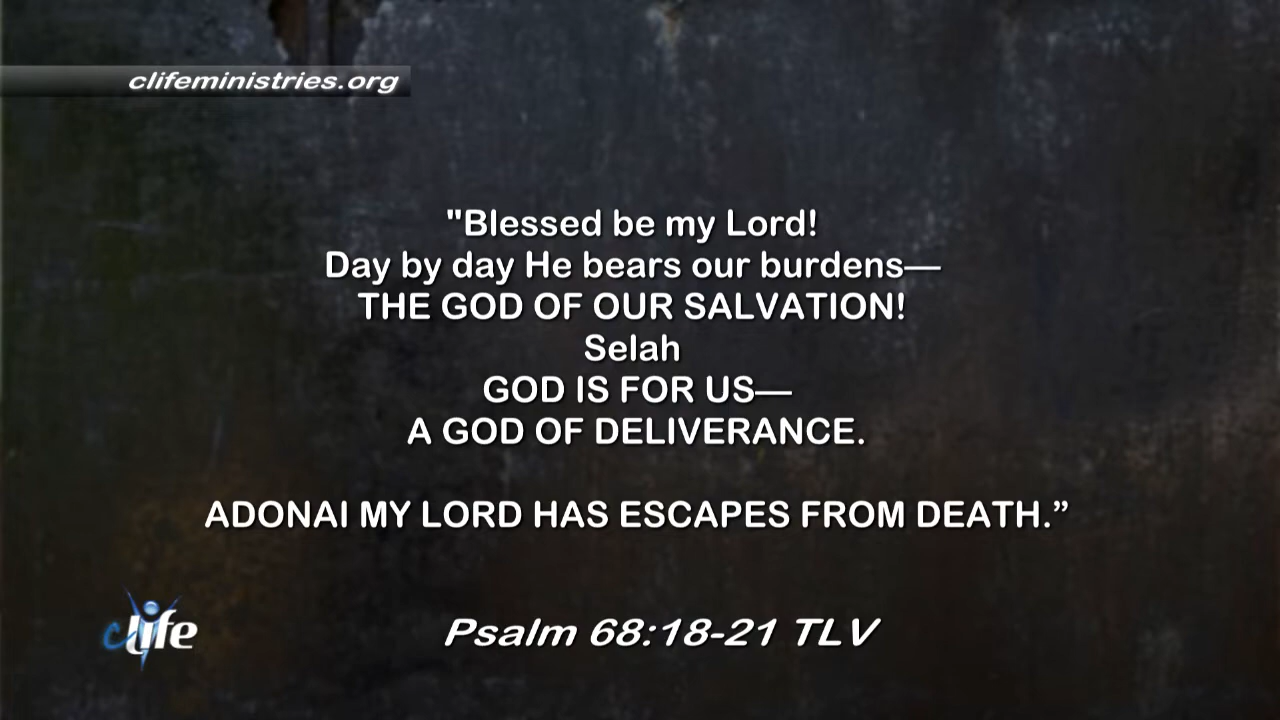 clifeministries.org
"Blessed be my Lord!
Day by day He bears our burdens—
THE GOD OF OUR SALVATION!
Selah
GOD IS FOR US—
A GOD OF DELIVERANCE.
ADONAI MY LORD HAS ESCAPES FROM DEATH.”
clife
Psalm 68:18-21 TLV